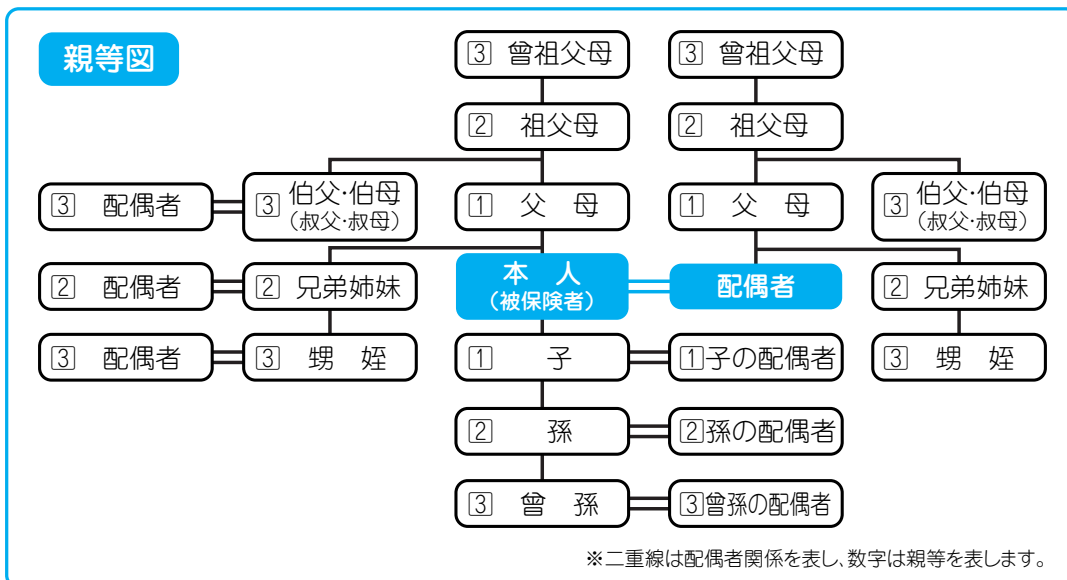 親等図
③ 曾祖父母
③ 曾祖父母
② 祖父母
② 祖父母
③ 配偶者
③ 伯父・伯母
（叔父・叔母）
① 父母
① 父母
③ 伯父・伯母
（叔父・叔母）
② 配偶者
② 兄弟姉妹
本人
（被保険者）
配偶者
② 兄弟姉妹
③ 配偶者
③ 甥姪
① 子
①子の配偶者
③ 甥姪
② 孫
②孫の配偶者
③ 曾孫
③曾孫の配偶者
※二重線は配偶者関係を表し、数字は親等を表します。